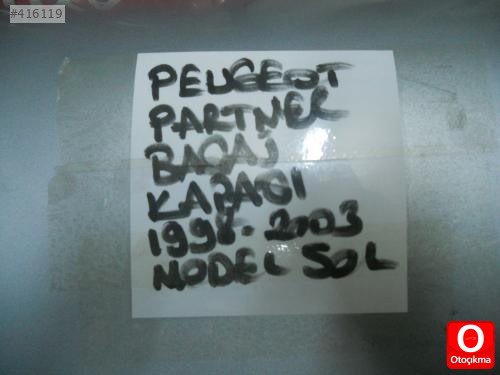 #416119
PEUGEOT
PARTNER
BAGAJ
KAPAGI
1998-2003
MODEL SOL
O
Otoçıkma